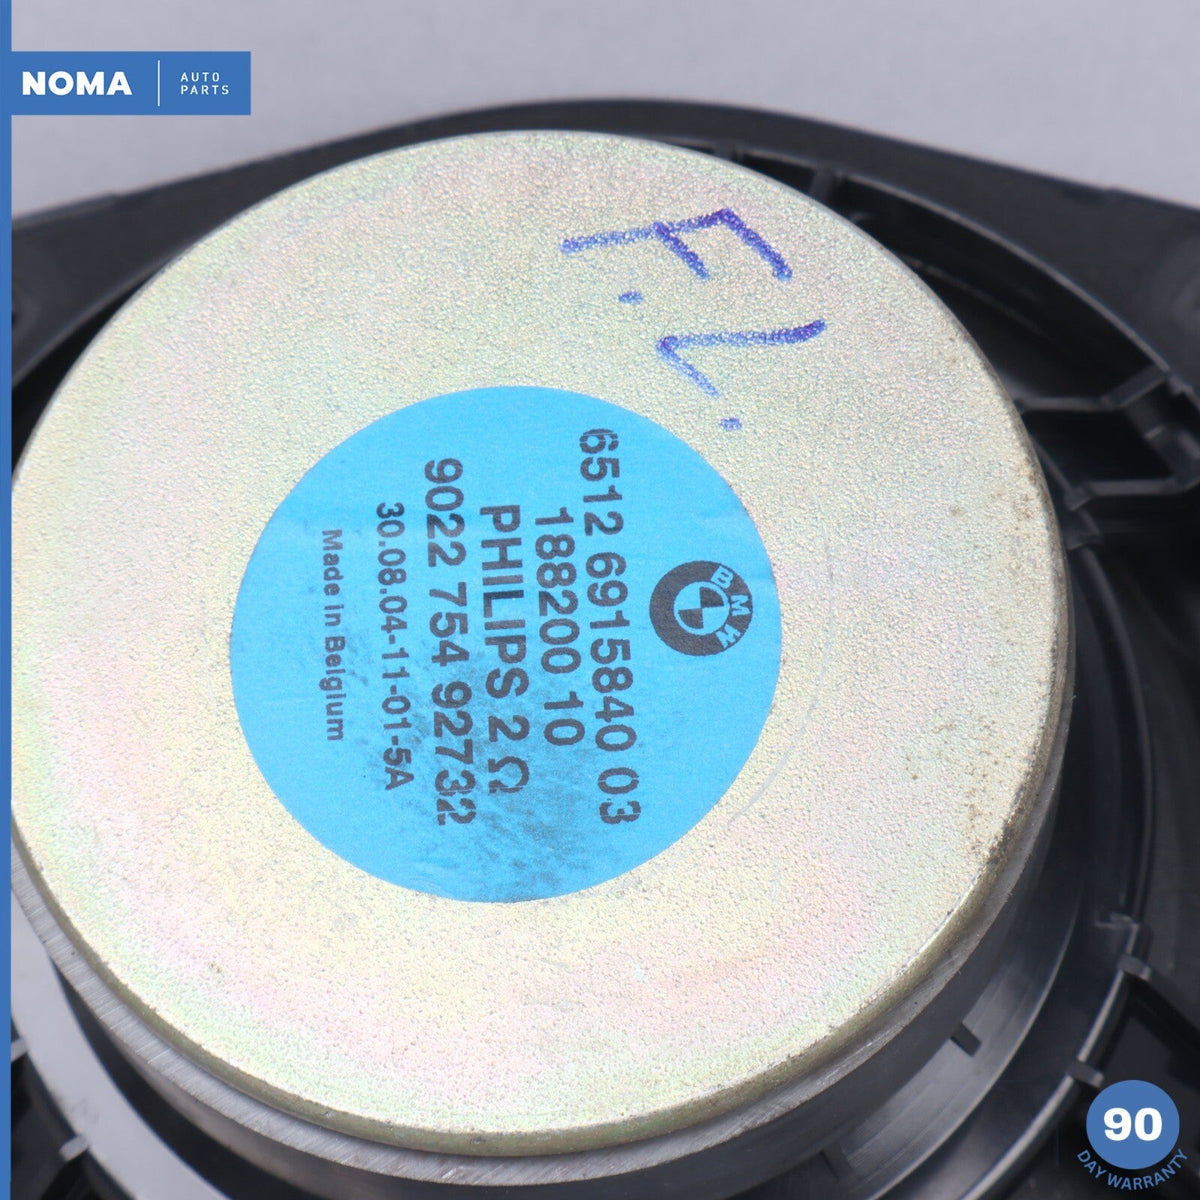 NOMA
AUTO
PARTS
F.L.
BMW
6512 6915840 03
188200 10
PHILIPS 2 Ω
9022 754 92732
30.08.04-11-01-5A
Made in Belgium
90
DAY WARRANTY